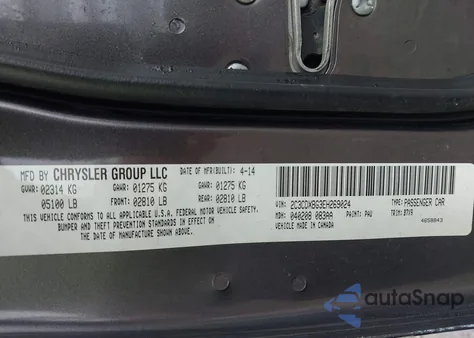 MFD BY CHRYSLER GROUP LLC DATE OF MFR(BUILT): 4-14
GVWR: 02314 KG GAWR: 01275 KG GAWR: 01275 KG
05100 LB FRONT: 02810 LB REAR: 02810 LB
THIS VEHICLE CONFORMS TO ALL APPLICABLE U.S.A. FEDERAL MOTOR VEHICLE SAFETY,
BUMPER AND THEFT PREVENTION STANDARDS IN EFFECT ON THE DATE OF MANUFACTURE SHOWN ABOVE.
VIN: 2C3CDXBG3EH269024 TYPE: PASSENGER CAR
MDH: 040208 083AA PAINT: PAU TRIM: D7X9
VEHICLE MADE IN CANADA 4658843
autoSnap